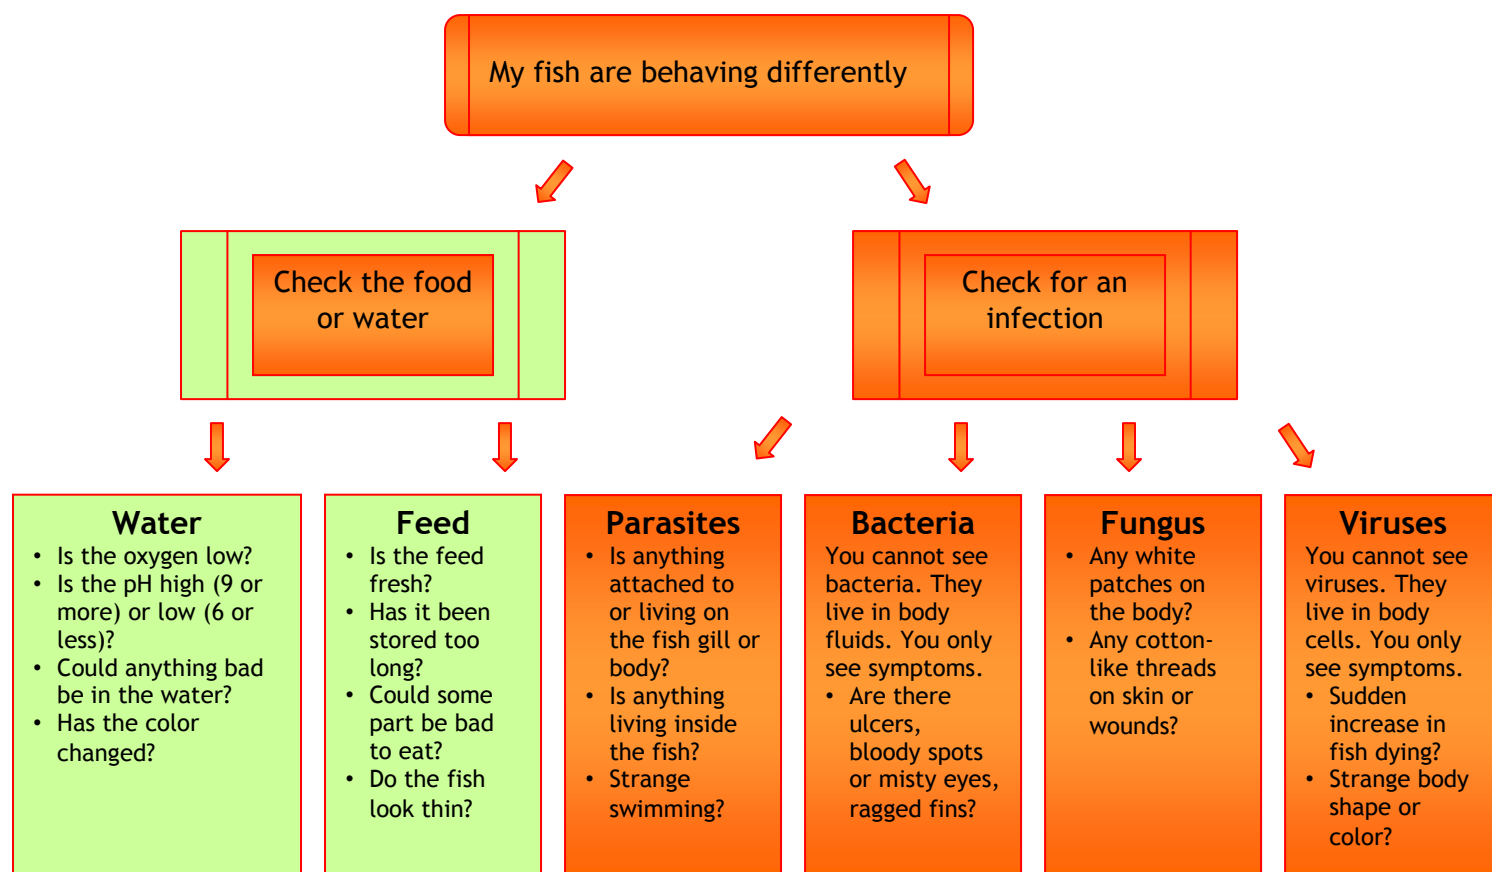 My fish are behaving differently
Check the food
or water
Check for an
infection
Water
• Is the oxygen low?
• Is the pH high (9 or
more) or low (6 or
less)?
• Could anything bad
be in the water?
• Has the color
changed?
Feed
• Is the feed
fresh?
• Has it been
stored too
long?
• Could some
part be bad
to eat?
• Do the fish
look thin?
Parasites
• Is anything
attached to
or living on
the fish gill or
body?
• Is anything
living inside
the fish?
• Strange
swimming?
Bacteria
You cannot see
bacteria. They
live in body
fluids. You only
see symptoms.
• Are there
ulcers,
bloody spots
or misty eyes,
ragged fins?
Fungus
• Any white
patches on
the body?
• Any cotton-
like threads
on skin or
wounds?
Viruses
You cannot see
viruses. They
live in body
cells. You only
see symptoms.
• Sudden
increase in
fish dying?
• Strange body
shape or
color?